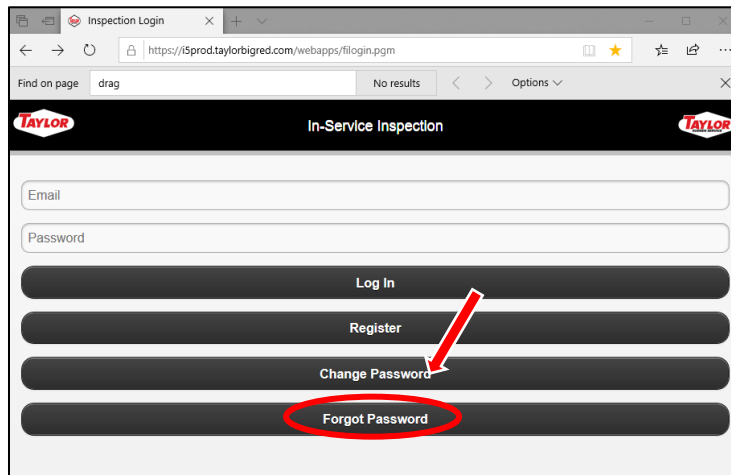 Inspection Login
https://i5prod.taylorbigred.com/webapps/filogin.pgm
Find on page drag No results Options
TAYLOR In-Service Inspection TAYLOR
Email
Password
Log In
Register
Change Password
Forgot Password